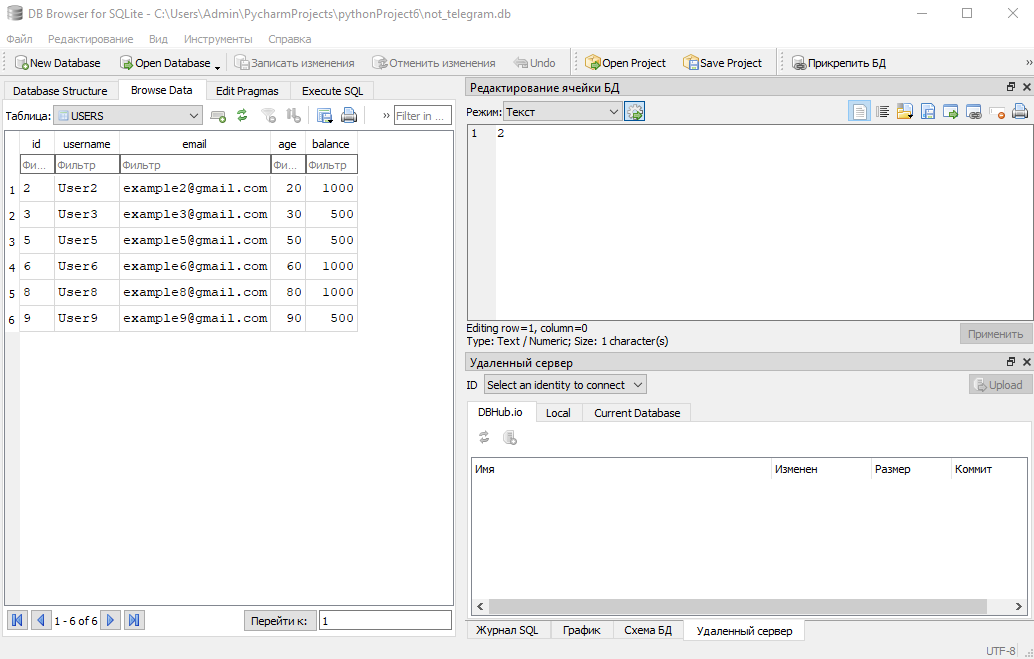 DB Browser for SQLite - C:\Users\Admin\PycharmProjects\pythonProject6\not_telegram.db
Файл Редактирование Вид Инструменты Справка
New Database Open Database Записать изменения Отменить изменения Undo Open Project Save Project Прикрепить БД »
Database Structure Browse Data Edit Pragmas Execute SQL
Таблица: USERS » Filter in ...
id username email age balance
Фи... Фильтр Фильтр Фи... Фильтр
1 2 User2 example2@gmail.com 20 1000
2 3 User3 example3@gmail.com 30 500
3 5 User5 example5@gmail.com 50 500
4 6 User6 example6@gmail.com 60 1000
5 8 User8 example8@gmail.com 80 1000
6 9 User9 example9@gmail.com 90 500
1 - 6 of 6 Перейти к: 1
Редактирование ячейки БД
Режим: Текст
1 2
Editing row=1, column=0
Type: Text / Numeric; Size: 1 character(s)
Применить
Удаленный сервер
ID Select an identity to connect Upload
DBHub.io Local Current Database
Имя Изменен Размер Коммит
Журнал SQL График Схема БД Удаленный сервер
UTF-8